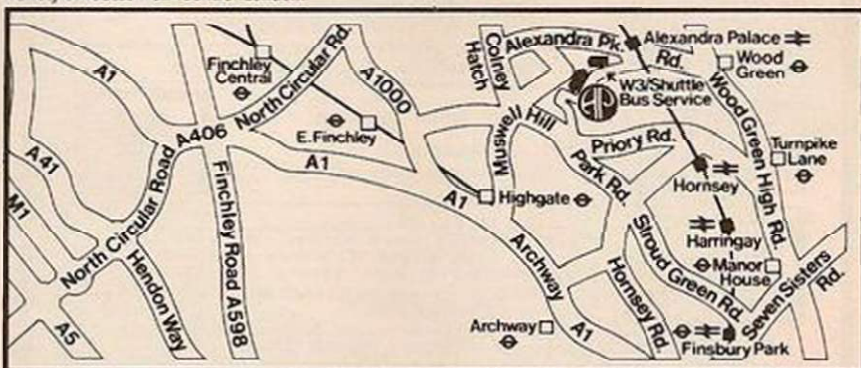 A1
Finchley
Central
North Circular Rd.
A1000
Colney
Hatch
Alexandra Pk.
Rd.
Alexandra Palace
Wood
Green
W3/Shuttle
Bus Service
AP
Wood Green High Rd.
A41
M1
A406
E. Finchley
A1
Muswell Hill
Priory Rd.
Turnpike
Lane
North Circular Road
Finchley Road A598
A1
Highgate
Park Rd.
Hornsey
Harringay
Hendon Way
Archway
Hornsey Rd.
Stroud Green Rd.
Manor
House
Seven Sisters
Rd.
A5
Archway
A1
Finsbury Park